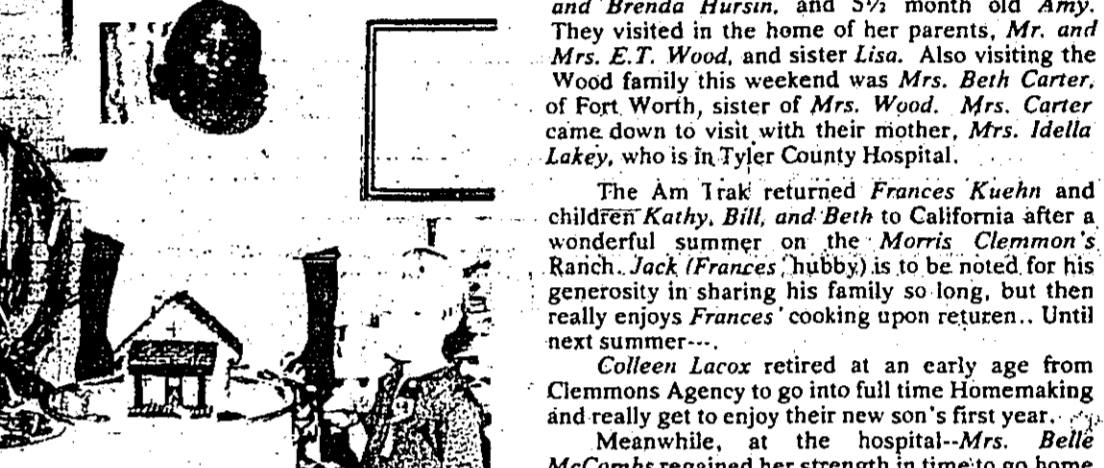 and Brenda Hursin, and 5½ month old Amy.
They visited in the home of her parents, Mr. and
Mrs. E.T. Wood, and sister Lisa. Also visiting the
Wood family this weekend was Mrs. Beth Carter,
of Fort Worth, sister of Mrs. Wood. Mrs. Carter
came down to visit with their mother, Mrs. Idella
Lakey, who is in Tyler County Hospital.
The Am Trak returned Frances Kuehn and
children Kathy, Bill, and Beth to California after a
wonderful summer on the Morris Clemmon's
Ranch. Jack (Frances' hubby) is to be noted for his
generosity in sharing his family so long, but then
really enjoys Frances' cooking upon returen.. Until
next summer---.
Colleen Lacox retired at an early age from
Clemmons Agency to go into full time Homemaking
and really get to enjoy their new son's first year.
Meanwhile, at the hospital--Mrs. Belle
McCombs regained her strength in time to go home